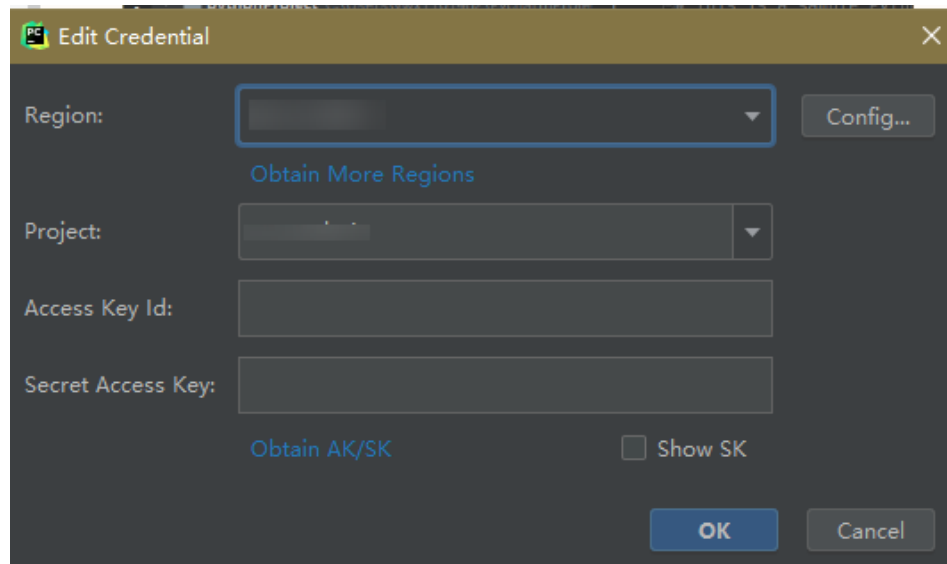 PC
Edit Credential
Region:
Config...
Obtain More Regions
Project:
Access Key Id:
Secret Access Key:
Obtain AK/SK
Show SK
OK
Cancel